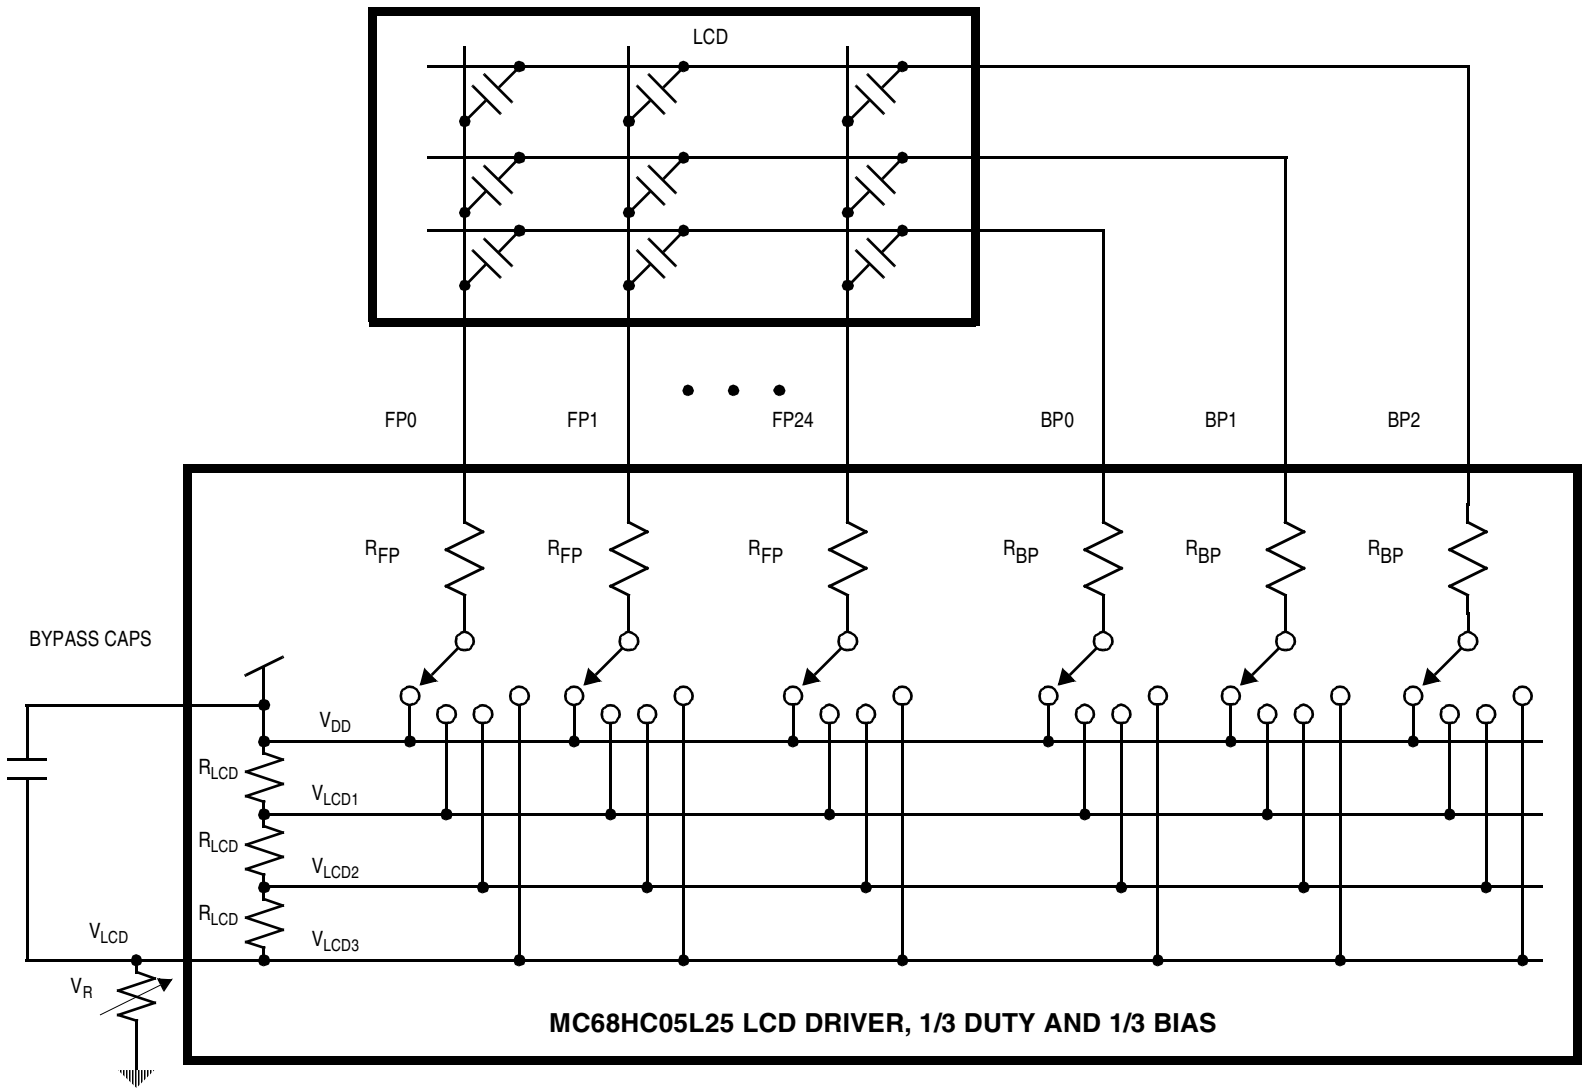 LCD
FP0 FP1 FP24 BP0 BP1 BP2
RFP RFP RFP RBP RBP RBP
BYPASS CAPS
VDD
RLCD
VLCD1
RLCD
VLCD2
RLCD
VLCD
VLCD3
VR
MC68HC05L25 LCD DRIVER, 1/3 DUTY AND 1/3 BIAS